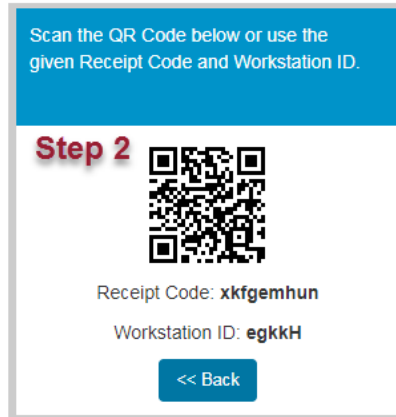 Scan the QR Code below or use the
given Receipt Code and Workstation ID.
Step 2
Receipt Code: xkfgemhun
Workstation ID: egkkH
<< Back